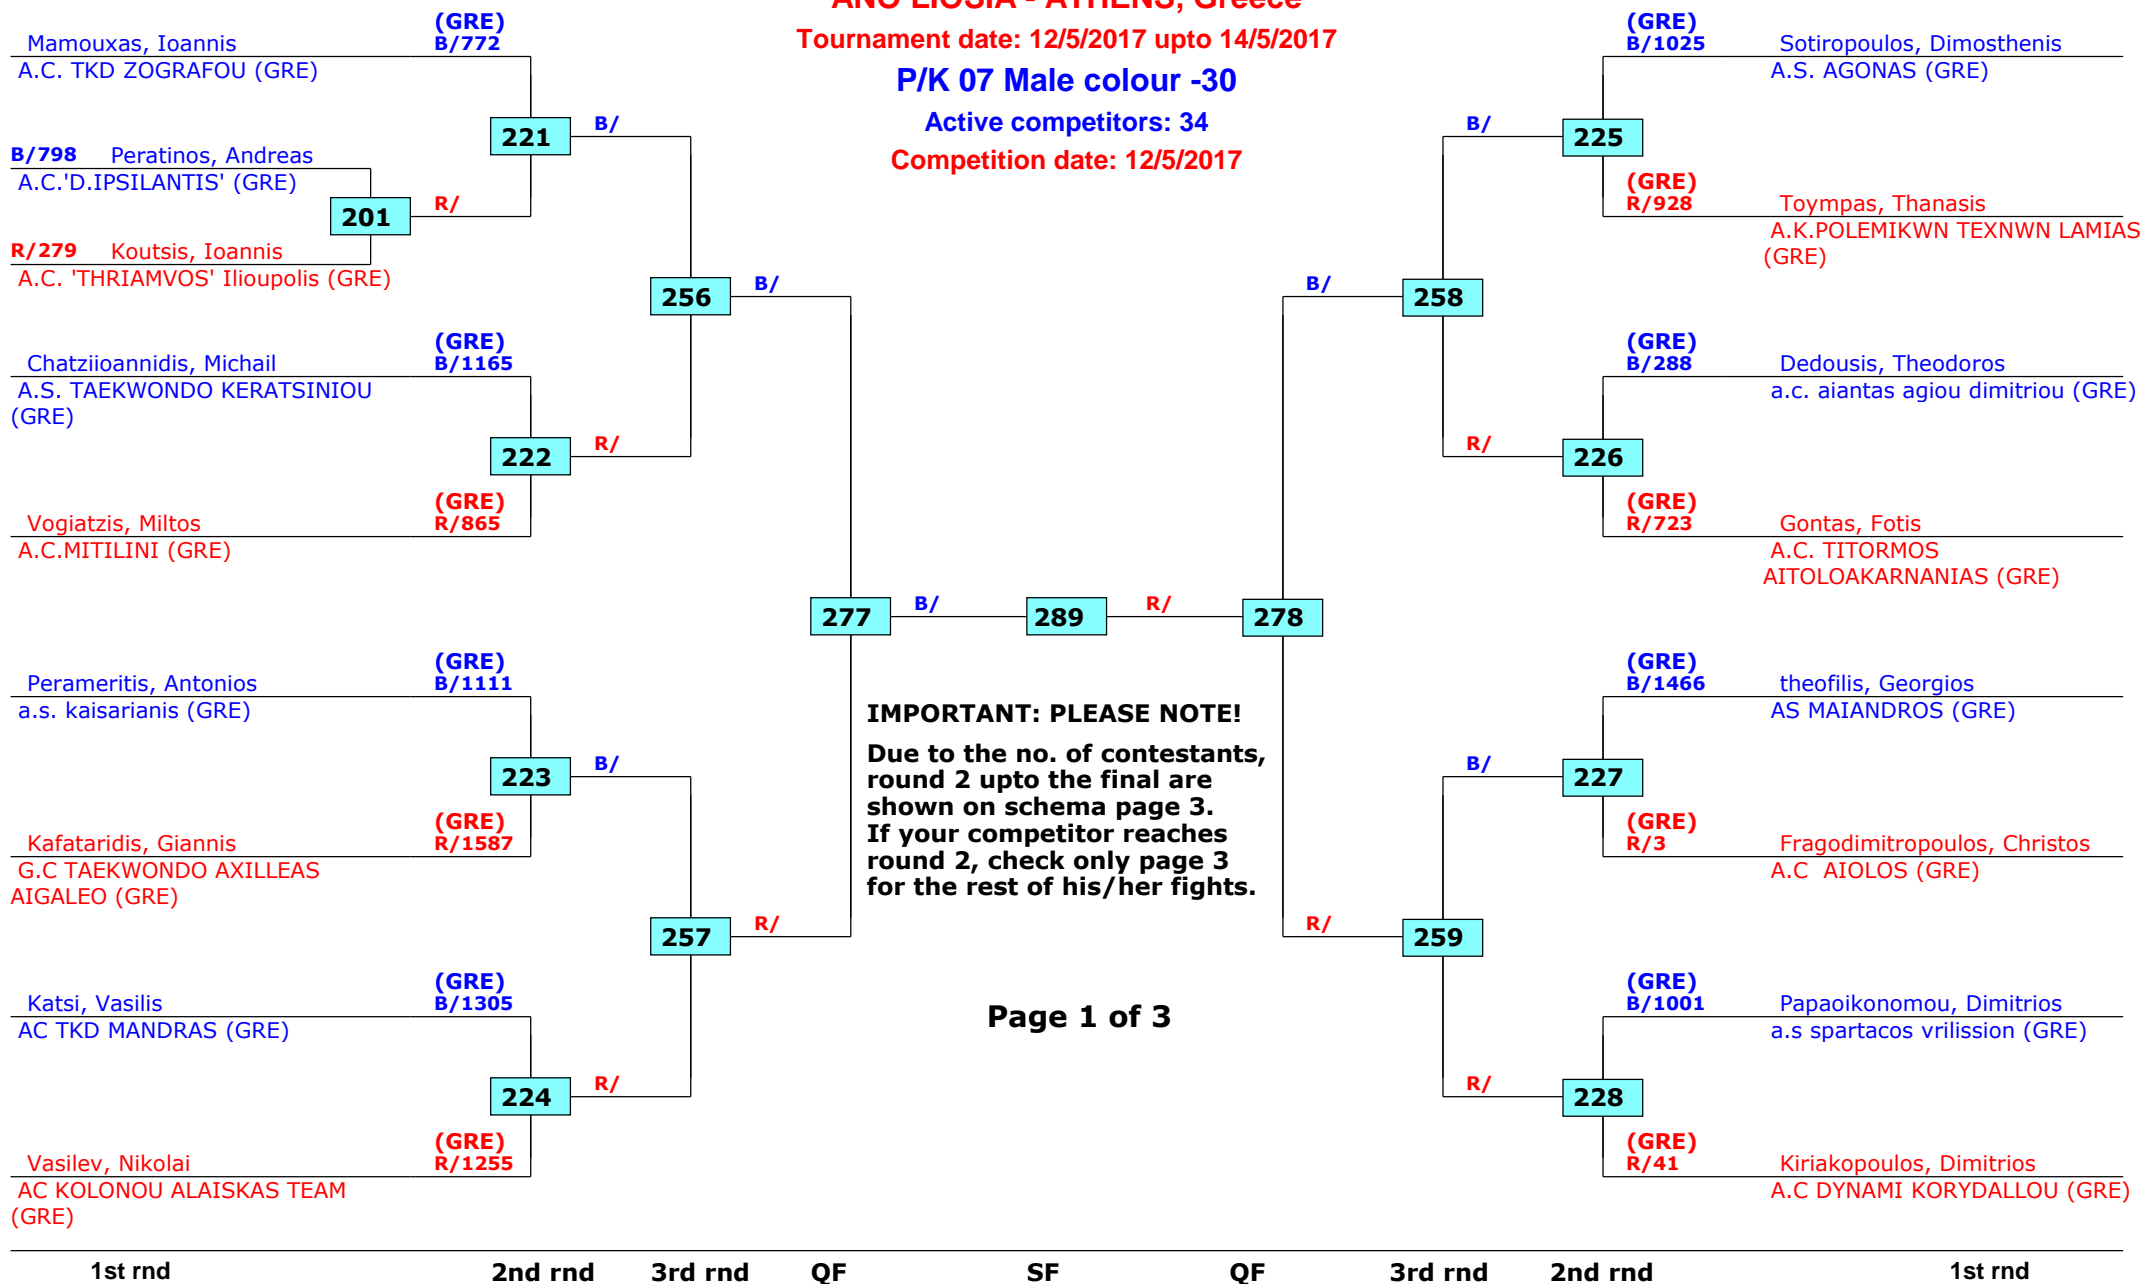 ANO LIOSIA - ATHENS, Greece
Tournament date: 12/5/2017 upto 14/5/2017
P/K 07 Male colour -30
Active competitors: 34
Competition date: 12/5/2017
(GRE)
Mamouxas, Ioannis B/772
A.C. TKD ZOGRAFOU (GRE)
221 B/
B/798 Peratinos, Andreas
A.C.'D.IPSILANTIS' (GRE)
201 R/
R/279 Koutsis, Ioannis
A.C. 'THRIAMVOS' Ilioupolis (GRE)
256 B/
(GRE)
Chatziioannidis, Michail B/1165
A.S. TAEKWONDO KERATSINIOU
(GRE)
222 R/
(GRE)
Vogiatzis, Miltos R/865
A.C.MITILINI (GRE)
277 B/ 289 R/ 278
(GRE)
Perameritis, Antonios B/1111
a.s. kaisarianis (GRE)
223 B/
(GRE)
Kafataridis, Giannis R/1587
G.C TAEKWONDO AXILLEAS
AIGALEO (GRE)
257 R/
(GRE)
Katsi, Vasilis B/1305
AC TKD MANDRAS (GRE)
224 R/
(GRE)
Vasilev, Nikolai R/1255
AC KOLONOU ALAISKAS TEAM
(GRE)
IMPORTANT: PLEASE NOTE!
Due to the no. of contestants,
round 2 upto the final are
shown on schema page 3.
If your competitor reaches
round 2, check only page 3
for the rest of his/her fights.
Page 1 of 3
(GRE)
B/1025 Sotiropoulos, Dimosthenis
A.S. AGONAS (GRE)
B/ 225
(GRE)
R/928 Toympas, Thanasis
A.K.POLEMIKWN TEXNWN LAMIAS
(GRE)
B/ 258
(GRE)
B/288 Dedousis, Theodoros
a.c. aiantas agiou dimitriou (GRE)
R/ 226
(GRE)
R/723 Gontas, Fotis
A.C. TITORMOS
AITOLOAKARNANIAS (GRE)
(GRE)
B/1466 theofilis, Georgios
AS MAIANDROS (GRE)
B/ 227
(GRE)
R/3 Fragodimitropoulos, Christos
A.C AIOLOS (GRE)
R/ 259
(GRE)
B/1001 Papaoikonomou, Dimitrios
a.s spartacos vrilission (GRE)
R/ 228
(GRE)
R/41 Kiriakopoulos, Dimitrios
A.C DYNAMI KORYDALLOU (GRE)
1st rnd 2nd rnd 3rd rnd QF SF QF 3rd rnd 2nd rnd 1st rnd